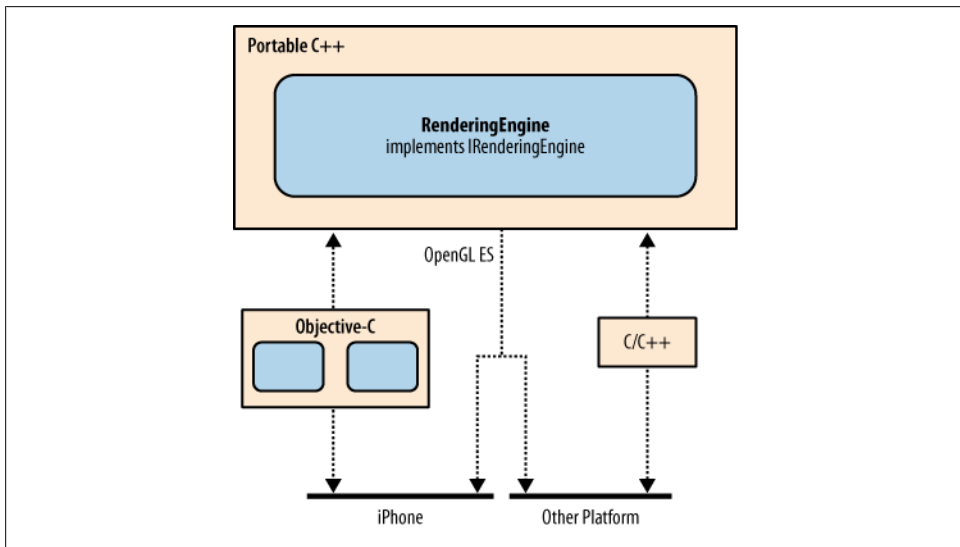 Portable C++
RenderingEngine
implements IRenderingEngine
OpenGL ES
Objective-C
C/C++
iPhone
Other Platform